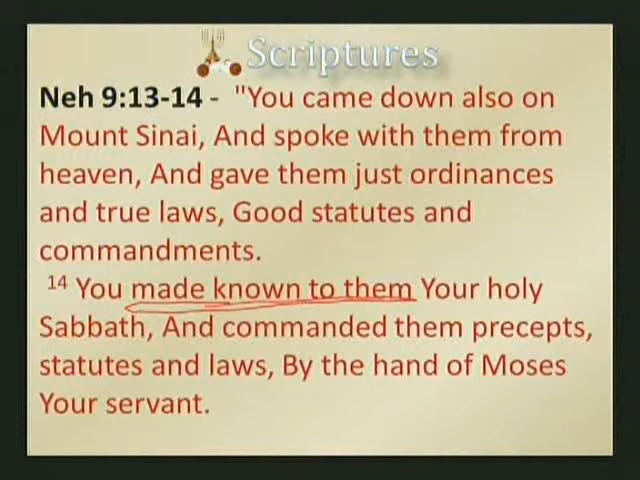 Scriptures
Neh 9:13-14 - "You came down also on
Mount Sinai, And spoke with them from
heaven, And gave them just ordinances
and true laws, Good statutes and
commandments.
14 You made known to them Your holy
Sabbath, And commanded them precepts,
statutes and laws, By the hand of Moses
Your servant.